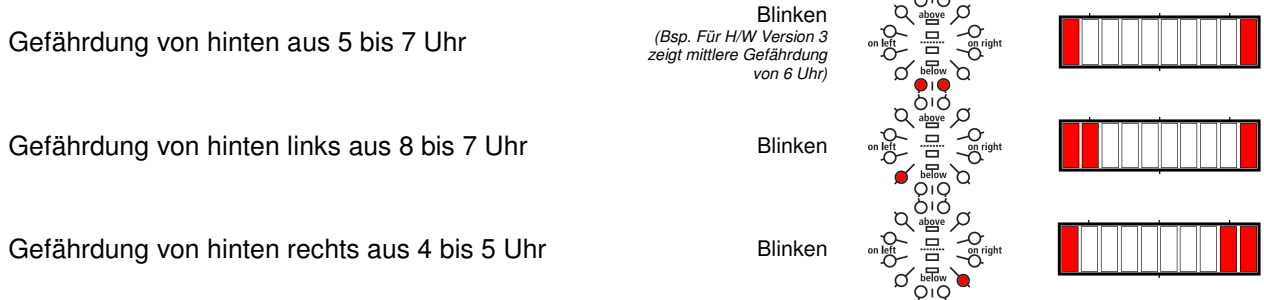 Gefährdung von hinten aus 5 bis 7 Uhr
Blinken
(Bsp. Für H/W Version 3
zeigt mittlere Gefährdung
von 6 Uhr)
above
on left
on right
below
Gefährdung von hinten links aus 8 bis 7 Uhr
Blinken
above
on left
on right
below
Gefährdung von hinten rechts aus 4 bis 5 Uhr
Blinken
above
on left
on right
below